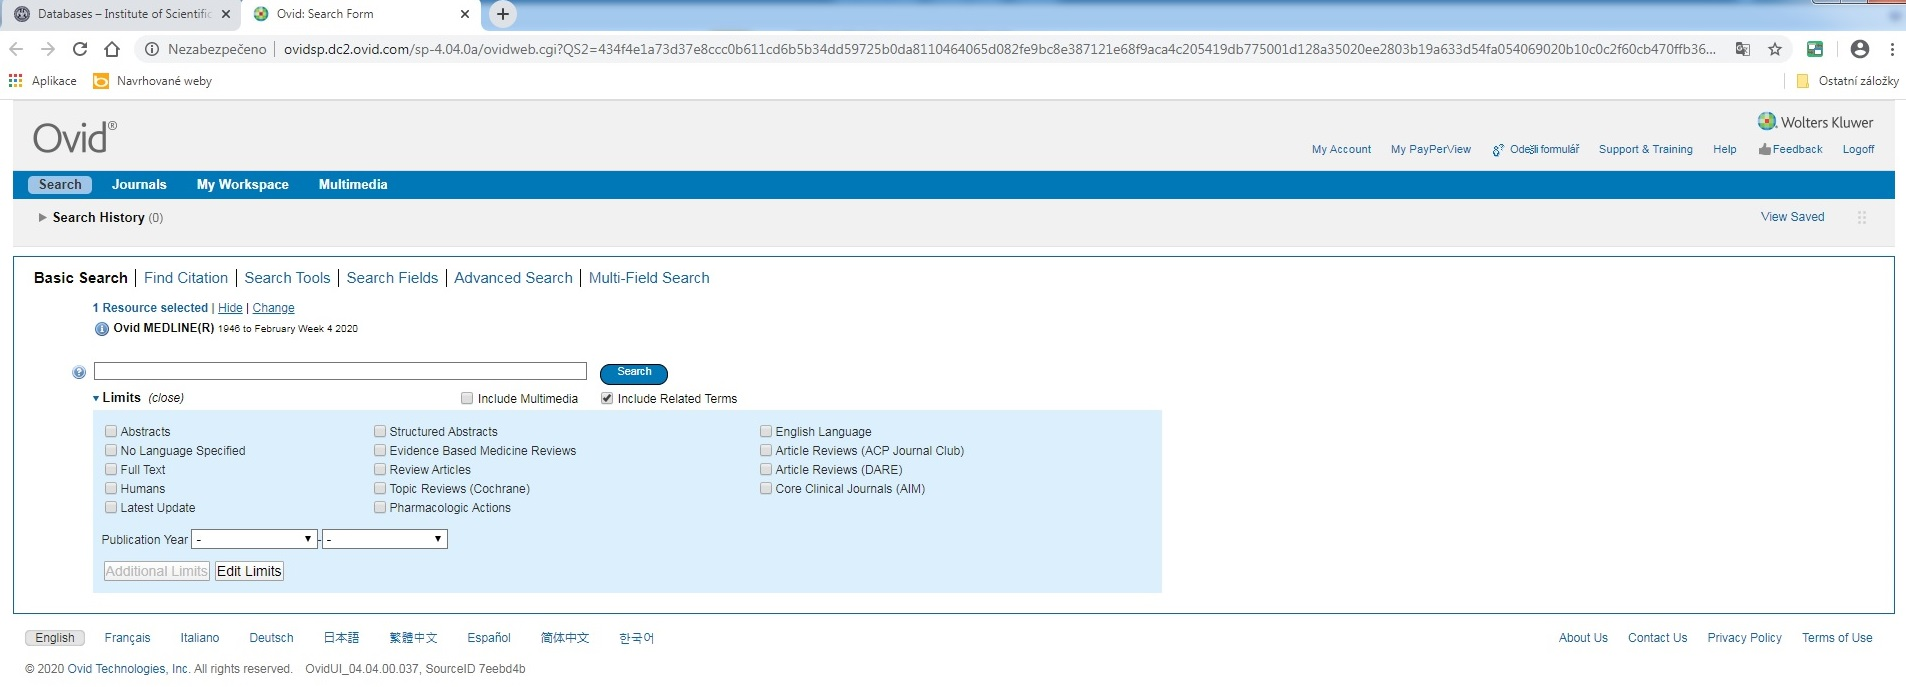 Databases – Institute of Scientific
Ovid: Search Form
Nezabezpečeno | ovidsp.dc2.ovid.com/sp-4.04.0a/ovidweb.cgi?QS2=434f4e1a73d37e8ccc0b611cd6b5b34dd59725b0da8110464065d082fe9bc8e387121e68f9aca4c205419db775001d128a35020ee2803b19a633d54fa054069020b10c0c2f60cb470ffb36...
Aplikace Navrhované weby Ostatní záložky
Ovid®
Wolters Kluwer
My Account My PayPerView Odešli formulář Support & Training Help Feedback Logoff
Search Journals My Workspace Multimedia
Search History (0) View Saved
Basic Search | Find Citation | Search Tools | Search Fields | Advanced Search | Multi-Field Search
1 Resource selected | Hide | Change
Ovid MEDLINE(R) 1946 to February Week 4 2020
Search
Limits (close) Include Multimedia Include Related Terms
Abstracts Structured Abstracts English Language
No Language Specified Evidence Based Medicine Reviews Article Reviews (ACP Journal Club)
Full Text Review Articles Article Reviews (DARE)
Humans Topic Reviews (Cochrane) Core Clinical Journals (AIM)
Latest Update Pharmacologic Actions
Publication Year - - -
Additional Limits Edit Limits
English Français Italiano Deutsch 日本語 繁體中文 Español 简体中文 한국어 About Us Contact Us Privacy Policy Terms of Use
© 2020 Ovid Technologies, Inc. All rights reserved. OvidUI_04.04.00.037, SourceID 7eebd4b